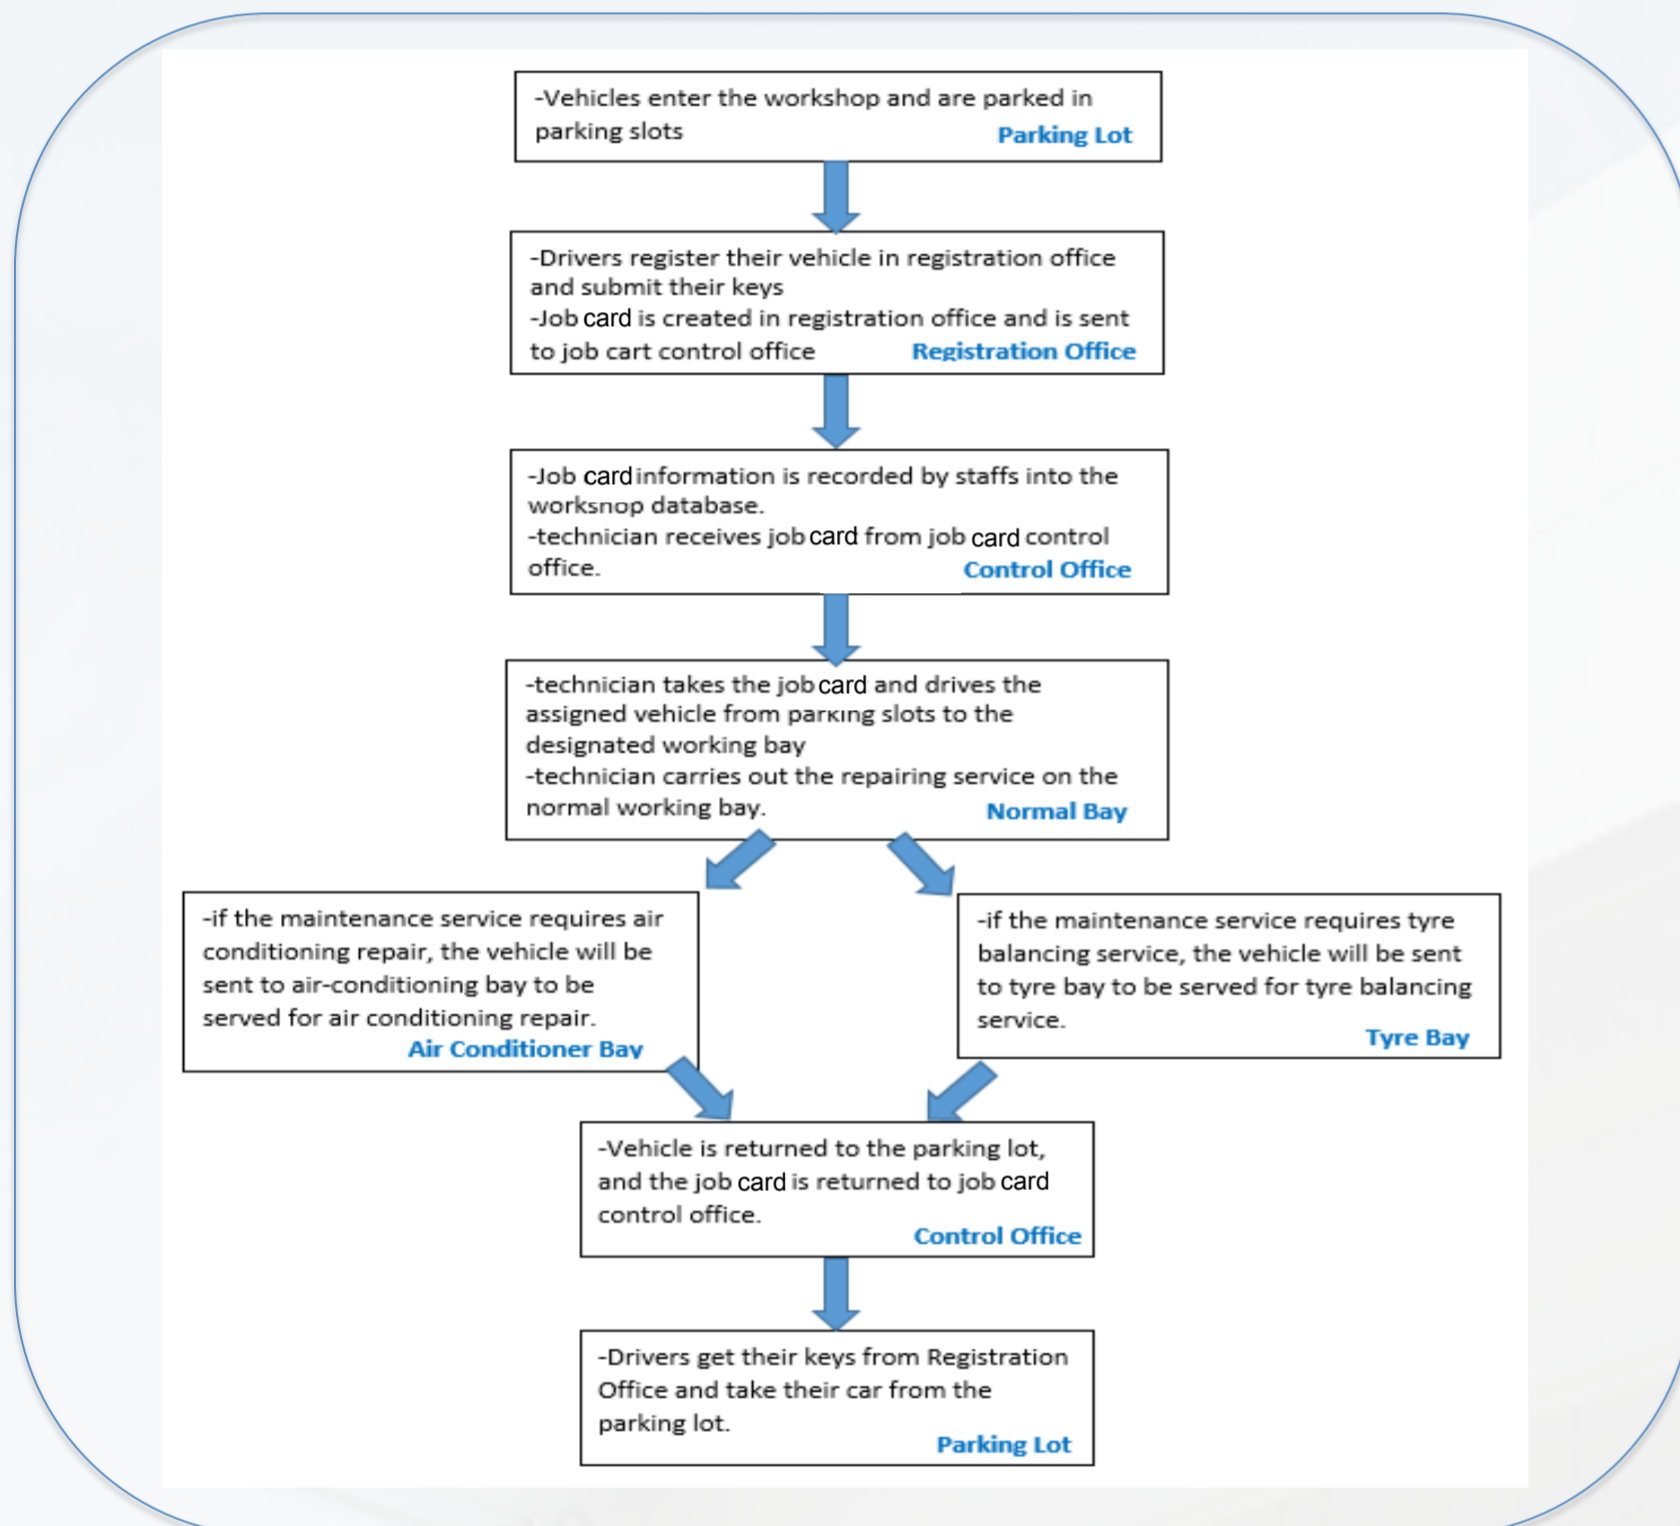 -Vehicles enter the workshop and are parked in
parking slots
Parking Lot
-Drivers register their vehicle in registration office
and submit their keys
-Job card is created in registration office and is sent
to job cart control office
Registration Office
-Job card information is recorded by staffs into the
workshop database.
-technician receives job card from job card control
office.
Control Office
-technician takes the job card and drives the
assigned vehicle from parking slots to the
designated working bay
-technician carries out the repairing service on the
normal working bay.
Normal Bay
-if the maintenance service requires air
conditioning repair, the vehicle will be
sent to air-conditioning bay to be
served for air conditioning repair.
Air Conditioner Bay
-if the maintenance service requires tyre
balancing service, the vehicle will be sent
to tyre bay to be served for tyre balancing
service.
Tyre Bay
-Vehicle is returned to the parking lot,
and the job card is returned to job card
control office.
Control Office
-Drivers get their keys from Registration
Office and take their car from the
parking lot.
Parking Lot